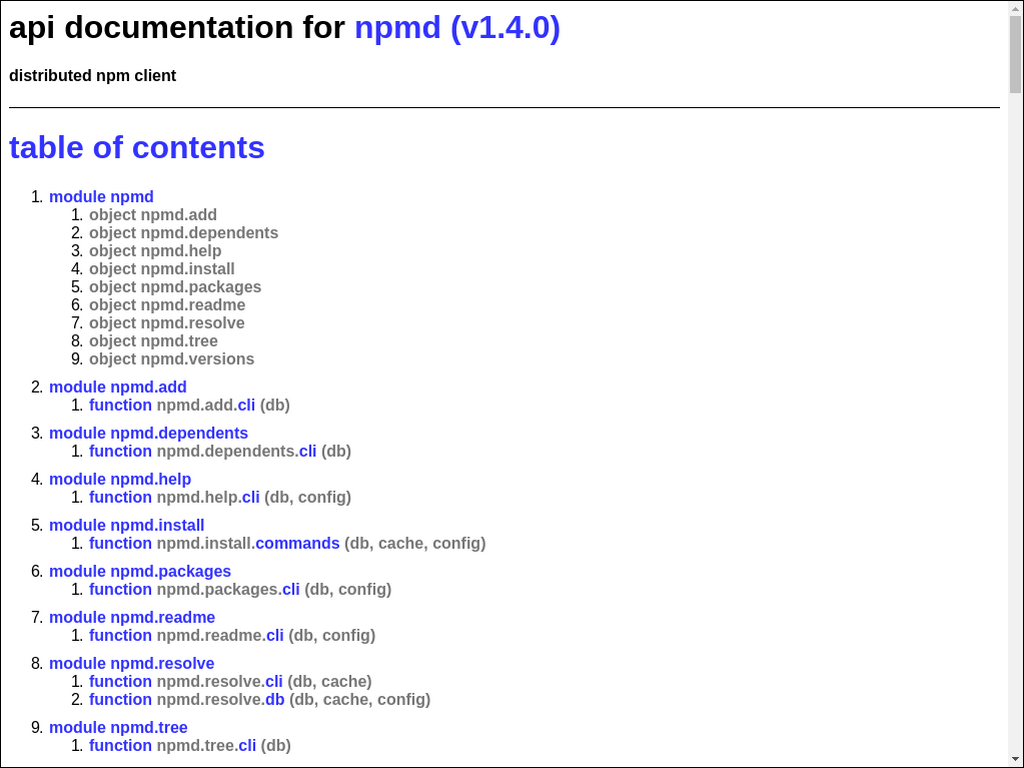 api documentation for npmd (v1.4.0)
distributed npm client
table of contents
1. module npmd
1. object npmd.add
2. object npmd.dependents
3. object npmd.help
4. object npmd.install
5. object npmd.packages
6. object npmd.readme
7. object npmd.resolve
8. object npmd.tree
9. object npmd.versions
2. module npmd.add
1. function npmd.add.cli (db)
3. module npmd.dependents
1. function npmd.dependents.cli (db)
4. module npmd.help
1. function npmd.help.cli (db, config)
5. module npmd.install
1. function npmd.install.commands (db, cache, config)
6. module npmd.packages
1. function npmd.packages.cli (db, config)
7. module npmd.readme
1. function npmd.readme.cli (db, config)
8. module npmd.resolve
1. function npmd.resolve.cli (db, cache)
2. function npmd.resolve.db (db, cache, config)
9. module npmd.tree
1. function npmd.tree.cli (db)